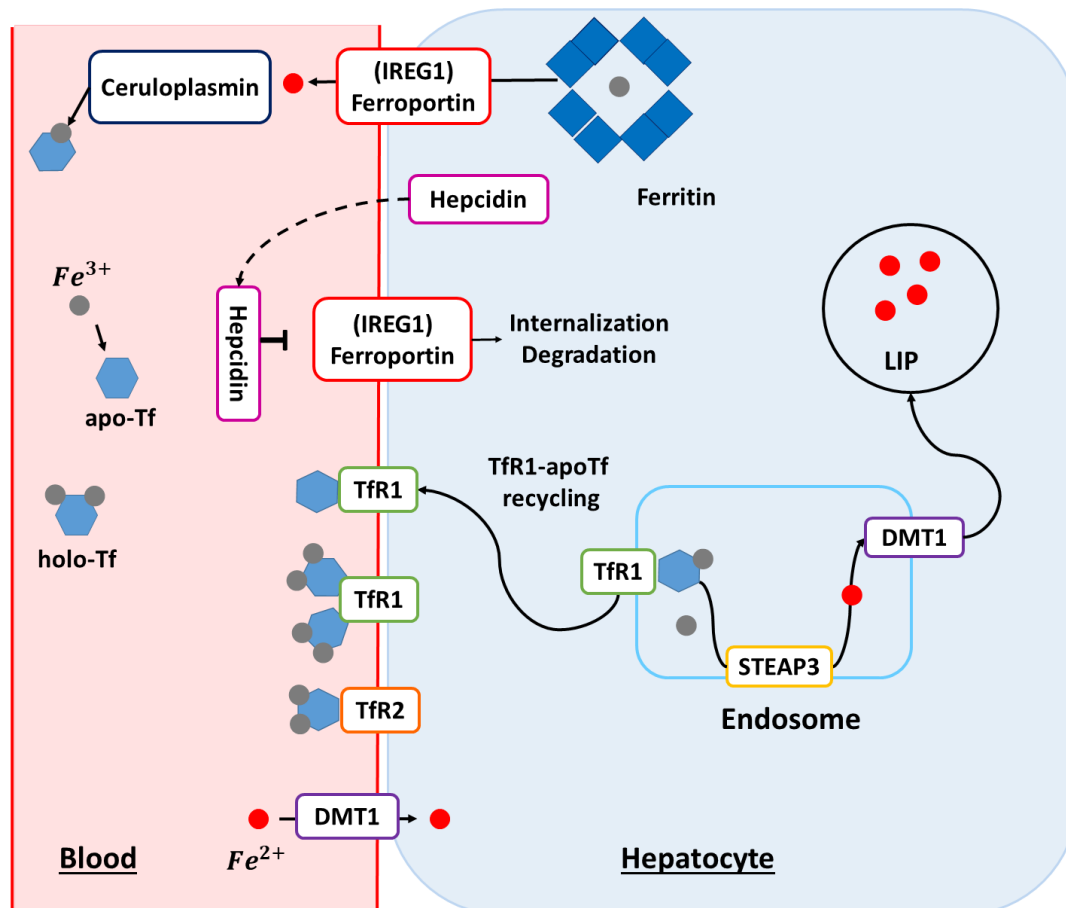 Ceruloplasmin
(IREG1)
Ferroportin
Ferritin
Hepcidin
Fe³⁺
Hepcidin
(IREG1)
Ferroportin
Internalization
Degradation
LIP
apo-Tf
TfR1
TfR1-apoTf
recycling
holo-Tf
DMT1
TfR1
TfR1
STEAP3
TfR2
Endosome
DMT1
Fe²⁺
Blood
Hepatocyte